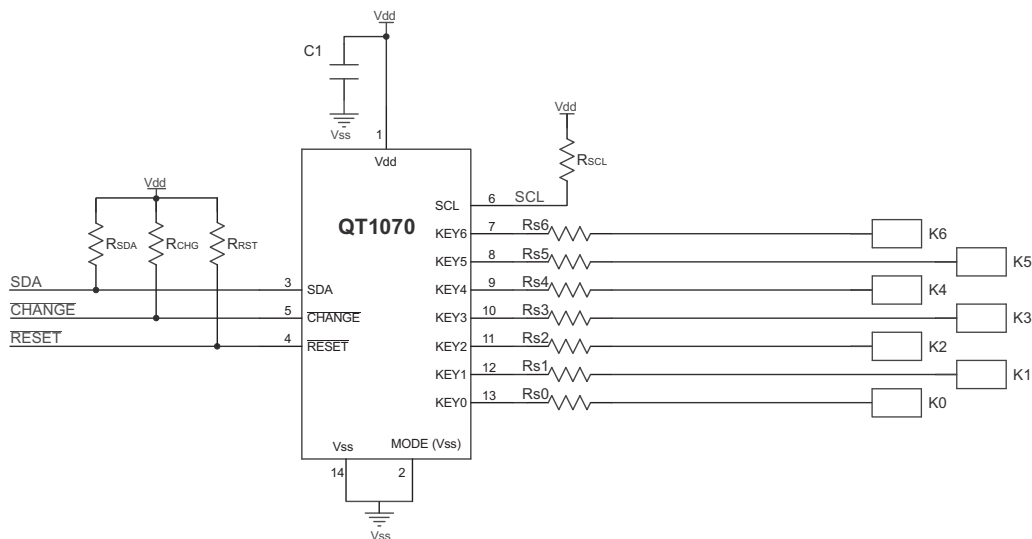 Vdd
C1
Vss
1
Vdd
Vdd
RSCL
SCL
6
SCL
QT1070
Vdd
RSDA
RCHG
RRST
KEY6
7
Rs6
K6
KEY5
8
Rs5
K5
SDA
3
SDA
KEY4
9
Rs4
K4
CHANGE
5
CHANGE
KEY3
10
Rs3
K3
RESET
4
RESET
KEY2
11
Rs2
K2
KEY1
12
Rs1
K1
KEY0
13
Rs0
K0
Vss
MODE (Vss)
14
2
Vss